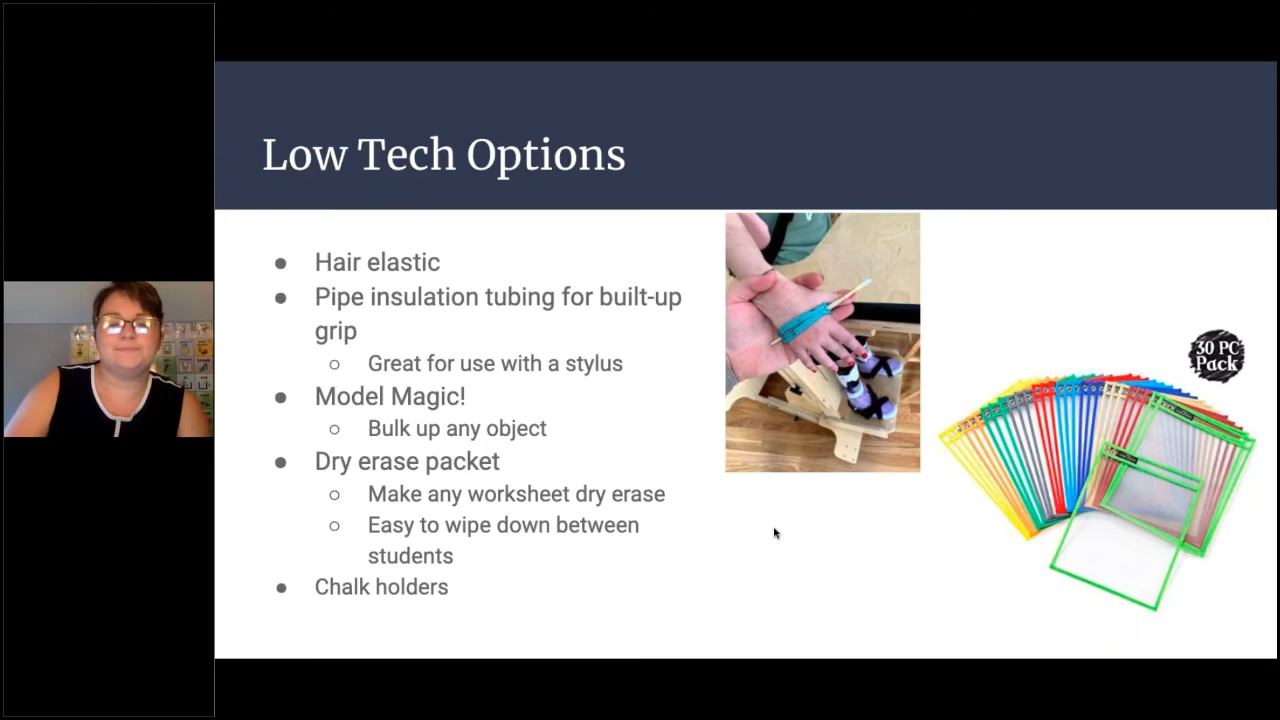 Low Tech Options
● Hair elastic
● Pipe insulation tubing for built-up
grip
○ Great for use with a stylus
● Model Magic!
○ Bulk up any object
● Dry erase packet
○ Make any worksheet dry erase
○ Easy to wipe down between
students
● Chalk holders
30 PC
Pack